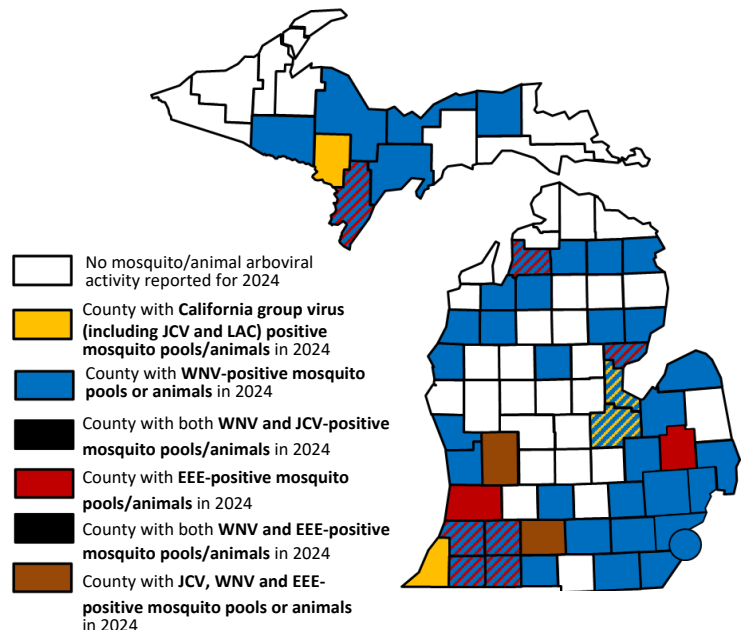 No mosquito/animal arboviral
activity reported for 2024
County with California group virus
(including JCV and LAC) positive
mosquito pools/animals in 2024
County with WNV-positive mosquito
pools or animals in 2024
County with both WNV and JCV-positive
mosquito pools/animals in 2024
County with EEE-positive mosquito
pools/animals in 2024
County with both WNV and EEE-positive
mosquito pools/animals in 2024
County with JCV, WNV and EEE-
positive mosquito pools or animals
in 2024